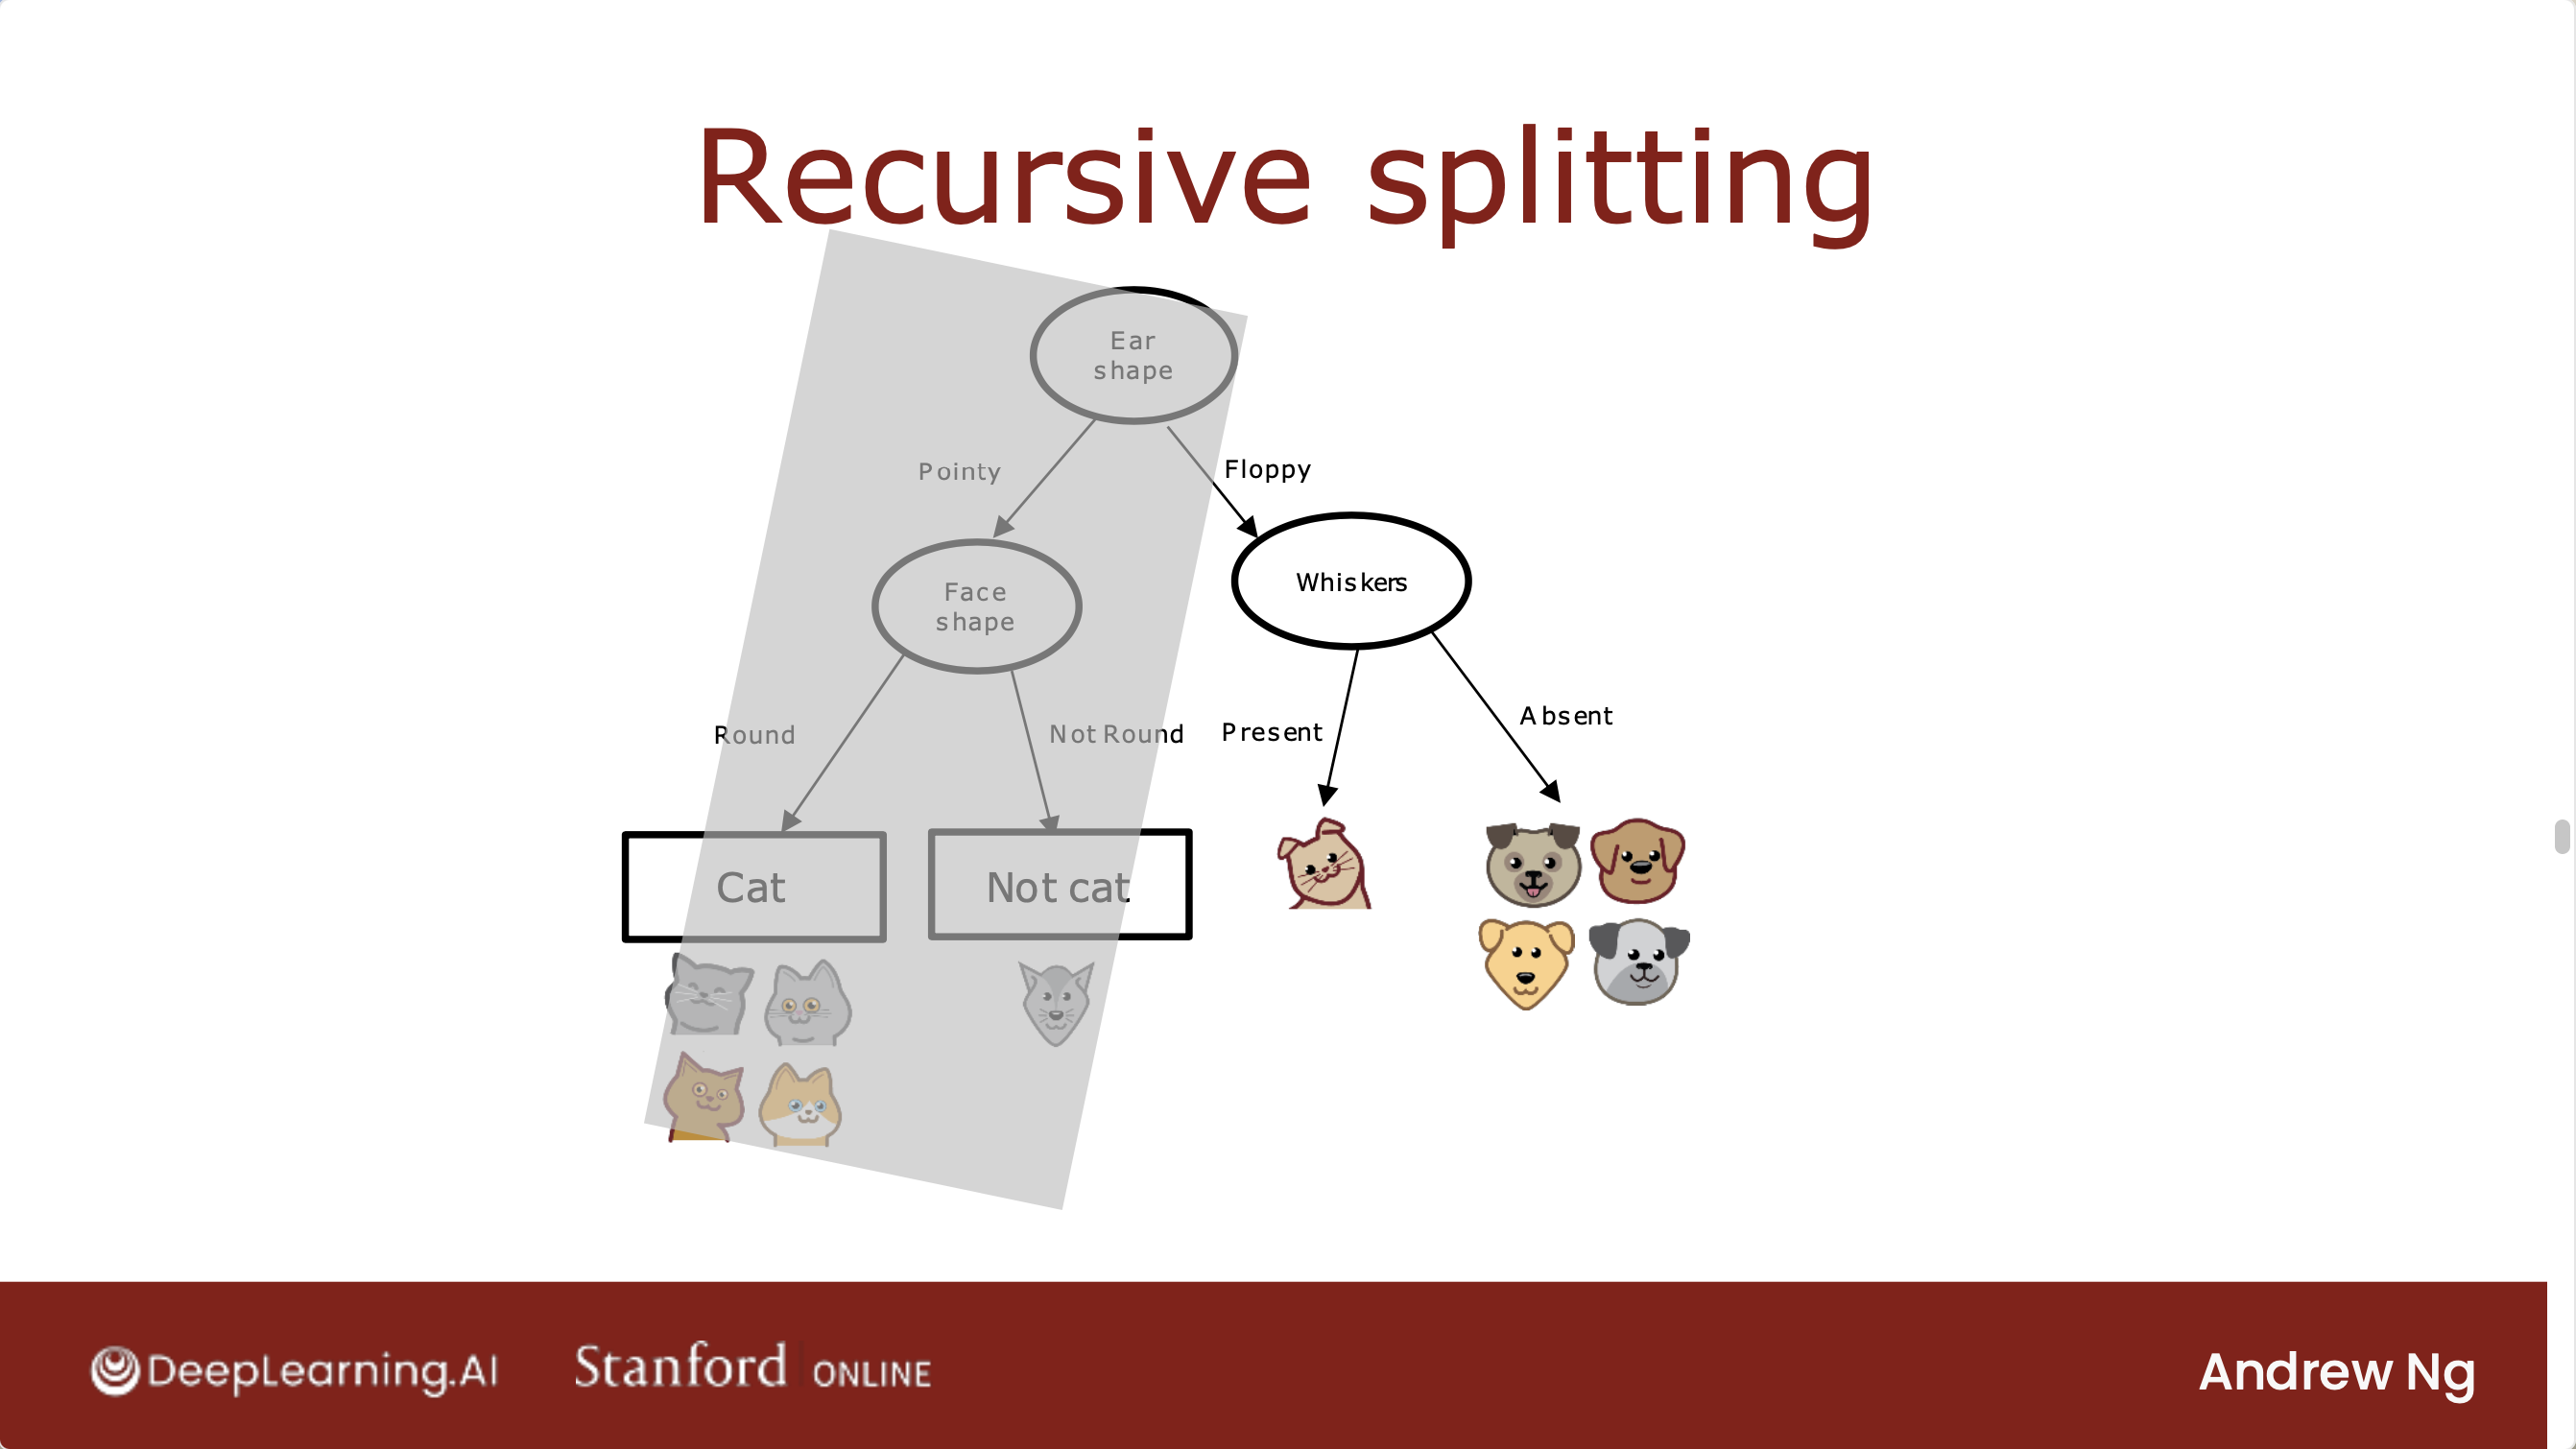 Recursive splitting
Ear
shape
Pointy
Floppy
Face
shape
Whiskers
Round
Not Round
Present
Absent
Cat
Not cat
DeepLearning.AI
Stanford ONLINE
Andrew Ng